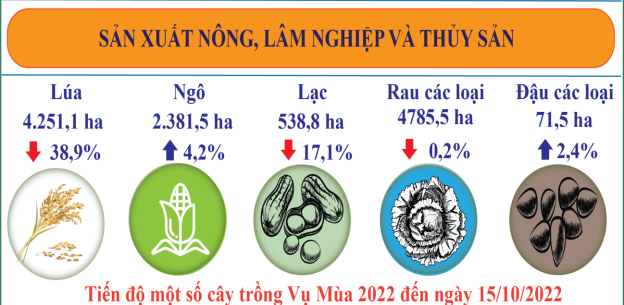 SẢN XUẤT NÔNG, LÂM NGHIỆP VÀ THỦY SẢN
Lúa
4.251,1 ha
38,9%
Ngô
2.381,5 ha
4,2%
Lạc
538,8 ha
17,1%
Rau các loại
4785,5 ha
0,2%
Đậu các loại
71,5 ha
2,4%
Tiến độ một số cây trồng Vụ Mùa 2022 đến ngày 15/10/2022